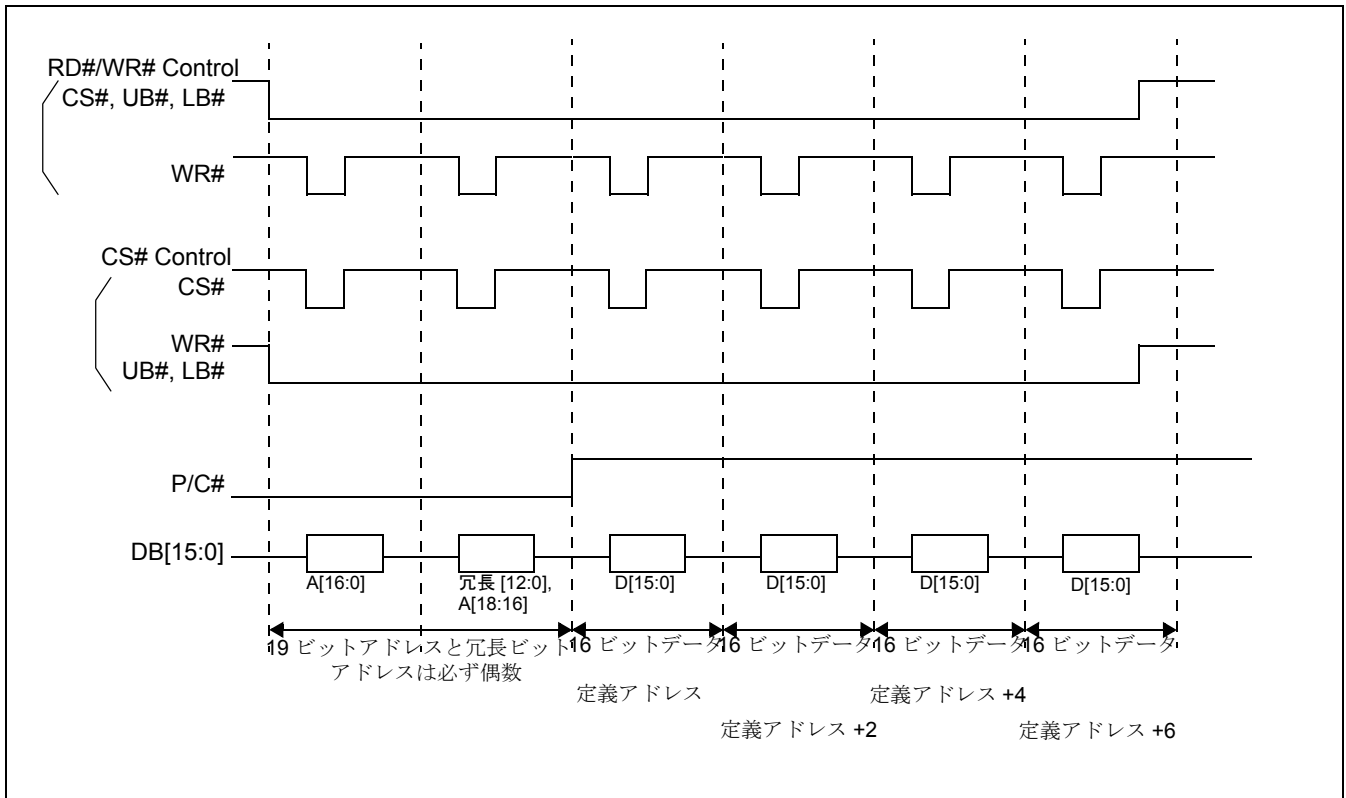 RD#/WR# Control
CS#, UB#, LB#
WR#
CS# Control
CS#
WR#
UB#, LB#
P/C#
DB[15:0]
A[16:0]
冗長 [12:0],
A[18:16]
D[15:0]
D[15:0]
D[15:0]
D[15:0]
19 ビットアドレスと冗長ビット
アドレスは必ず偶数
16 ビットデータ
16 ビットデータ
16 ビットデータ
16 ビットデータ
定義アドレス
定義アドレス +2
定義アドレス +4
定義アドレス +6